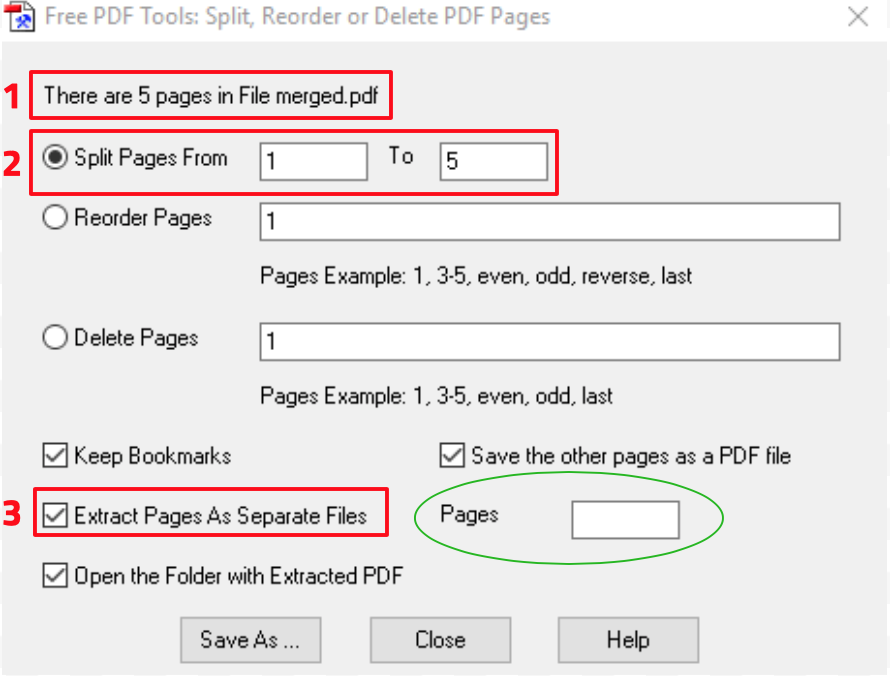 Free PDF Tools: Split, Reorder or Delete PDF Pages
1 There are 5 pages in File merged.pdf
2 Split Pages From 1 To 5
Reorder Pages 1
Pages Example: 1, 3-5, even, odd, reverse, last
Delete Pages 1
Pages Example: 1, 3-5, even, odd, last
Keep Bookmarks Save the other pages as a PDF file
3 Extract Pages As Separate Files Pages
Open the Folder with Extracted PDF
Save As ... Close Help